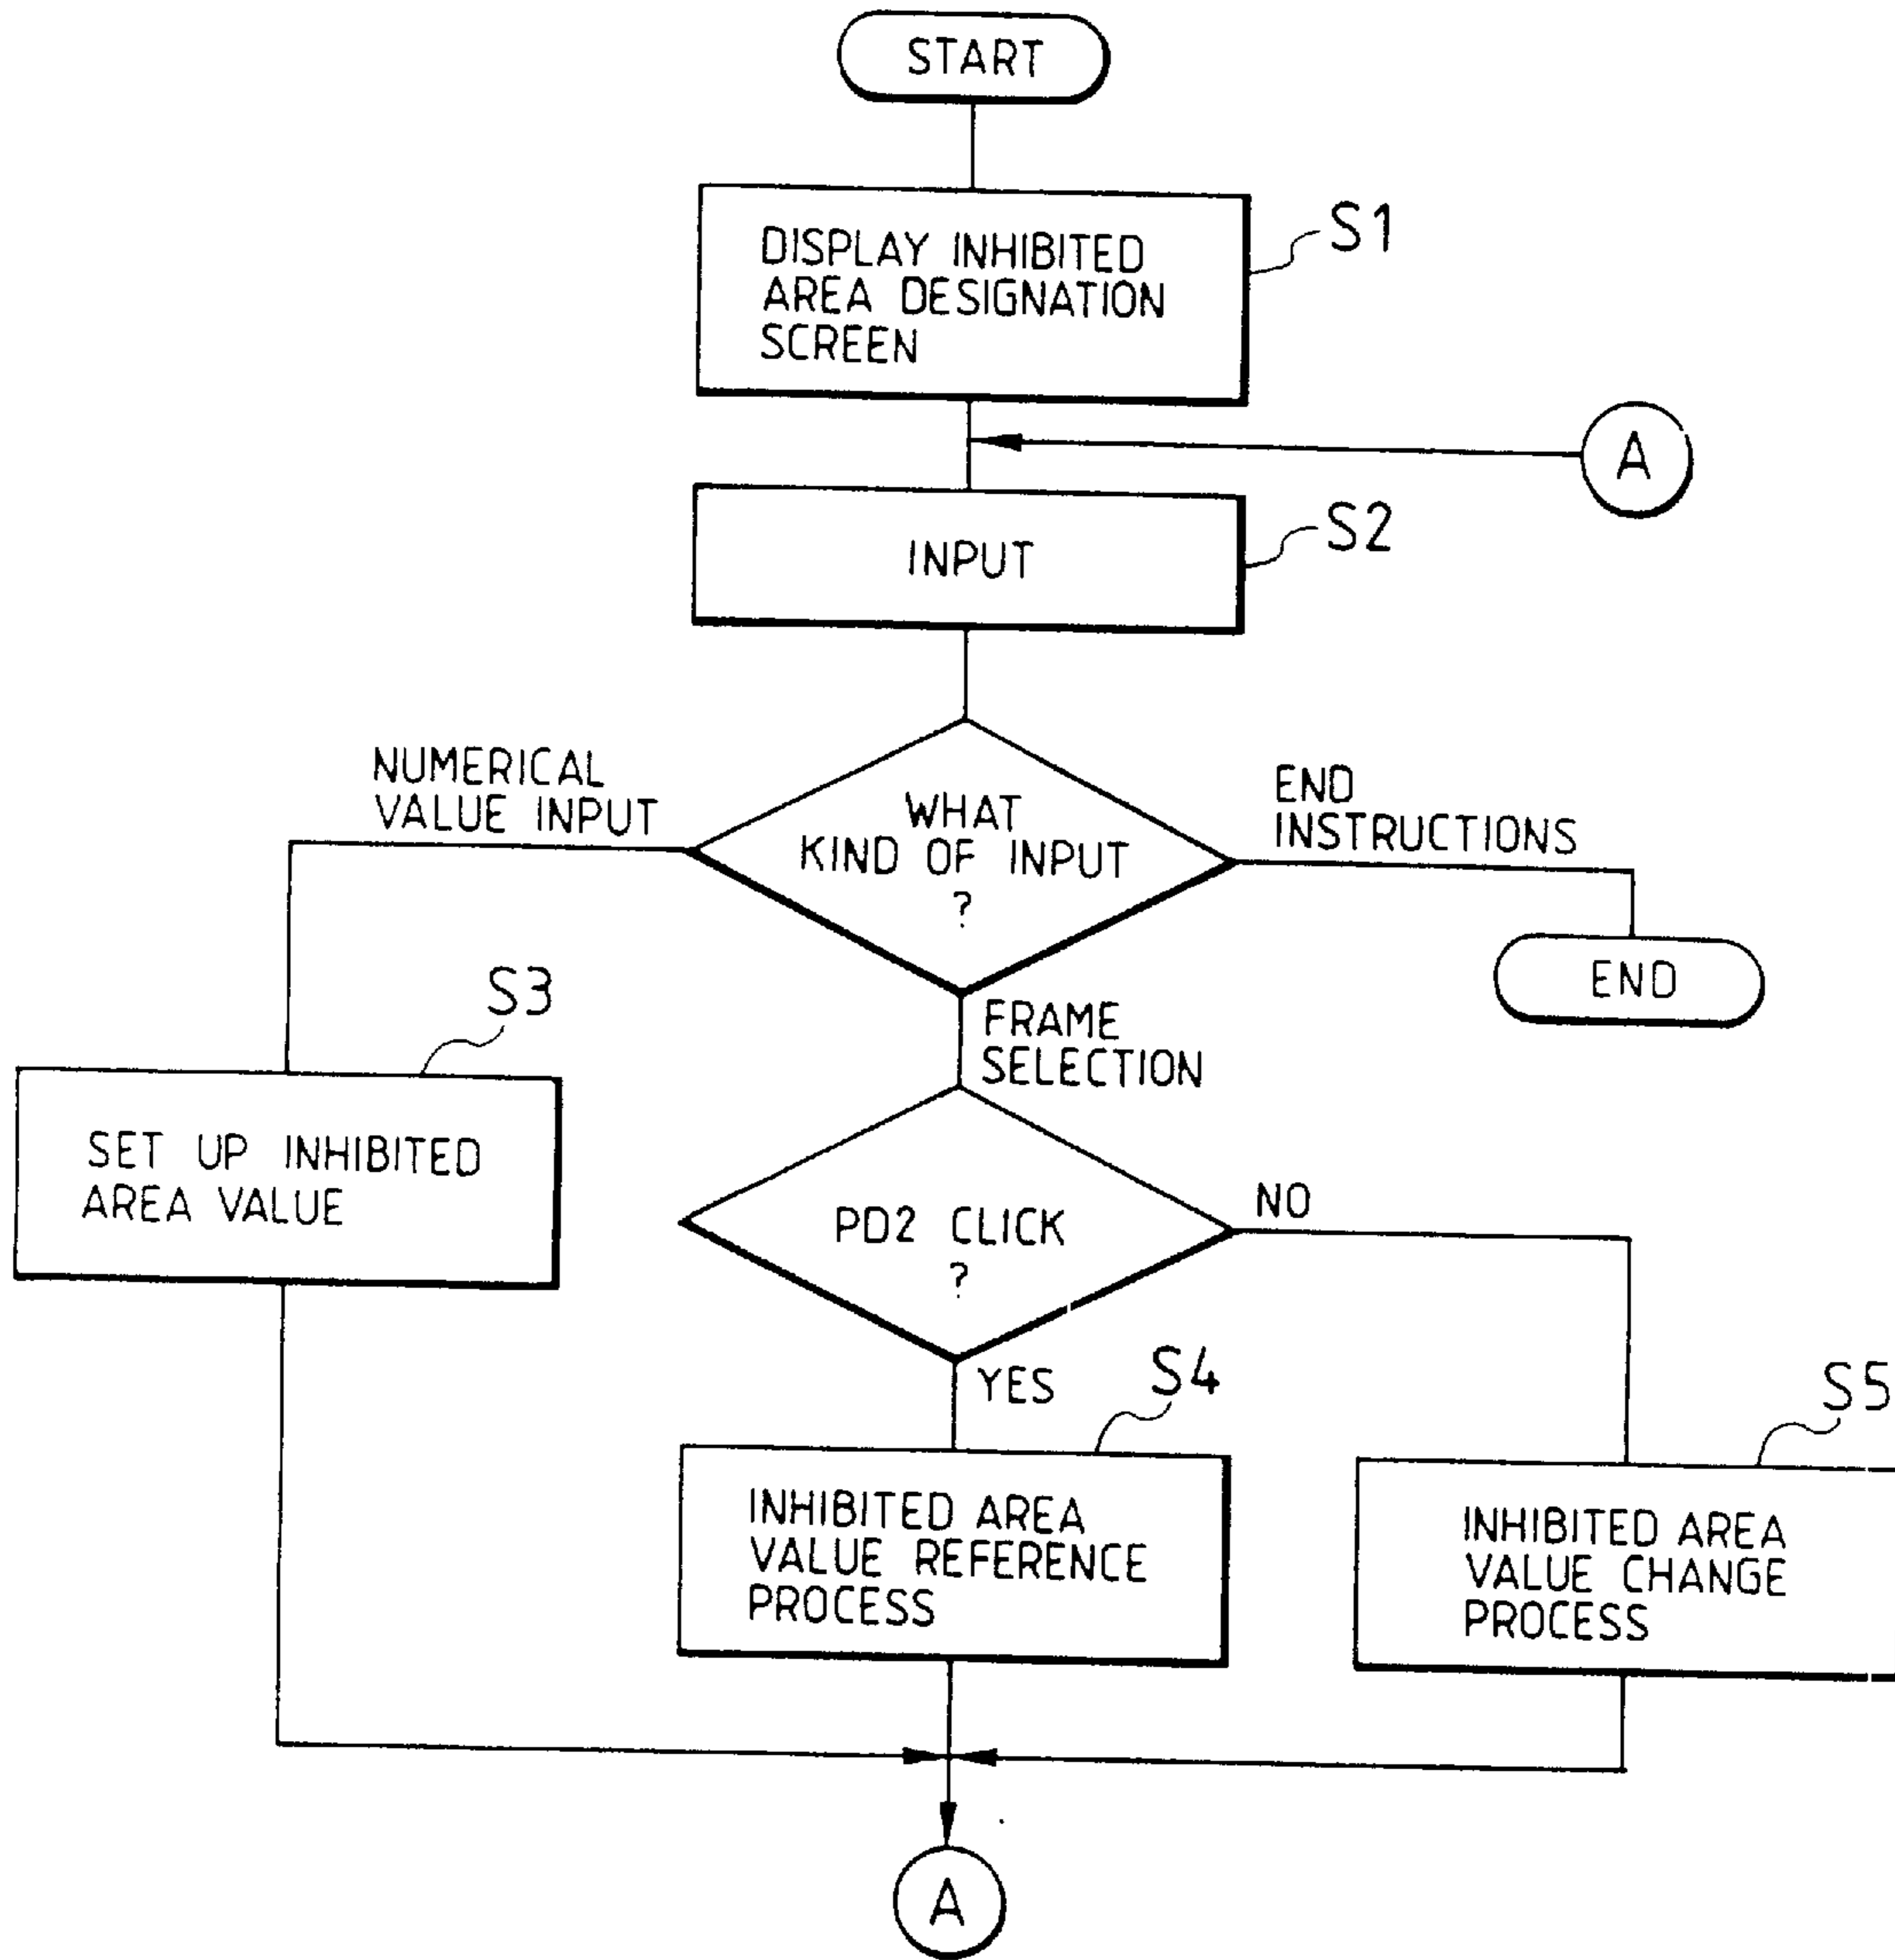 START
DISPLAY INHIBITED
AREA DESIGNATION
SCREEN
S1
A
INPUT
S2
NUMERICAL
VALUE INPUT
WHAT
KIND OF INPUT
?
END
INSTRUCTIONS
END
S3
FRAME
SELECTION
SET UP INHIBITED
AREA VALUE
PD2 CLICK
?
NO
YES
S4
S5
INHIBITED AREA
VALUE REFERENCE
PROCESS
INHIBITED AREA
VALUE CHANGE
PROCESS
A